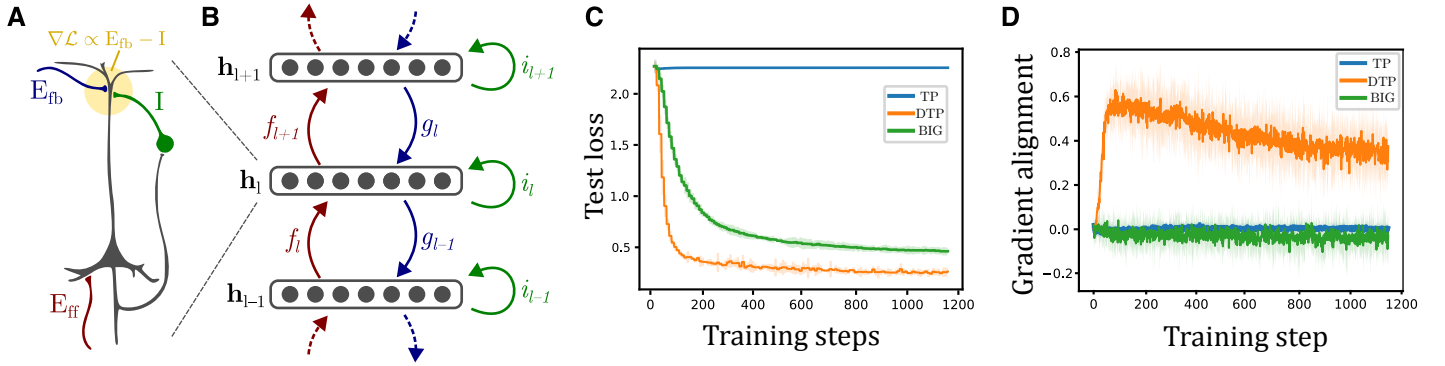 A
∇ℒ ∝ E_fb − I
E_fb
I
E_ff
B
h_l+1
i_l+1
f_l+1
g_l
h_l
i_l
f_l
g_l-1
h_l−1
i_l-1
C
Test loss
2.0
1.5
1.0
0.5
TP
DTP
BIG
0 200 400 600 800 1000 1200
Training steps
D
Gradient alignment
0.8
0.6
0.4
0.2
0.0
−0.2
TP
DTP
BIG
0 200 400 600 800 1000 1200
Training step